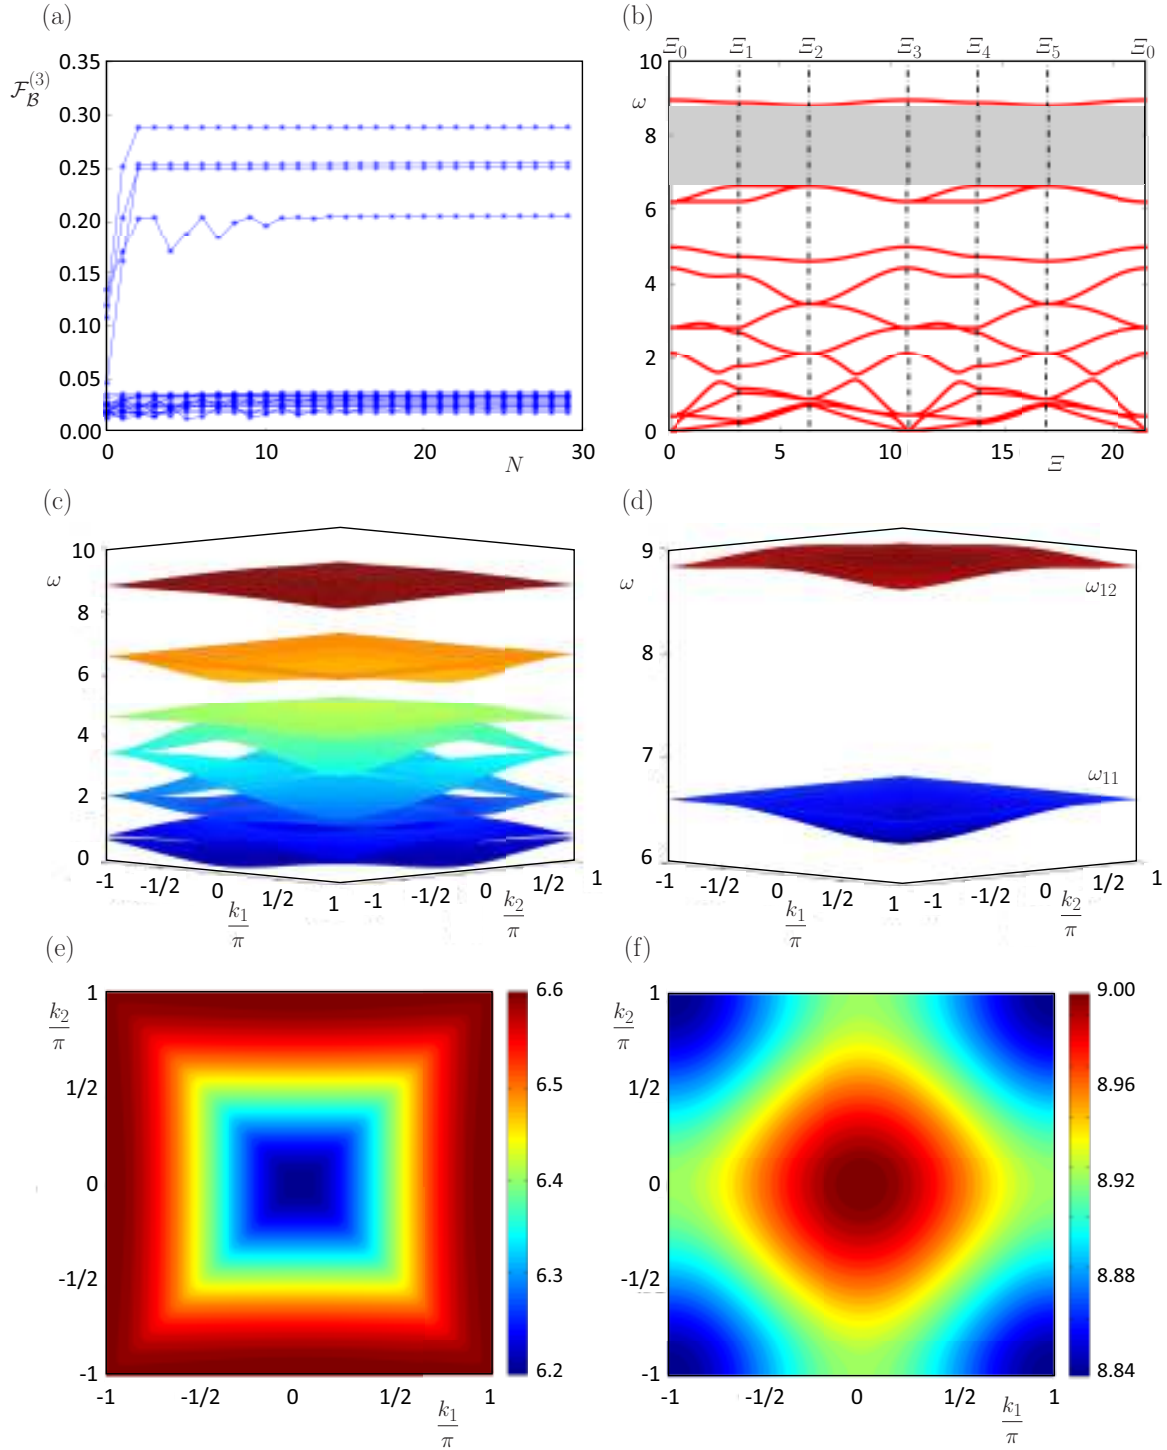 (a)
0.35
0.30
0.25
0.20
0.15
0.10
0.05
0.00
$\mathcal{F}_{\mathcal{B}}^{(3)}$
0 10 20 30
N
(b)
Ξ₀ Ξ₁ Ξ₂ Ξ₃ Ξ₄ Ξ₅ Ξ₀
10
ω
8
6
4
2
0
0 5 10 15 20
Ξ
(c)
10
ω
8
6
4
2
0
-1 -1/2 0 1/2 1
k₁/π
-1 -1/2 0 1/2 1
k₂/π
(d)
9
ω
9
8
7
6
ω₁₂
ω₁₁
-1 -1/2 0 1/2 1
k₁/π
-1 -1/2 0 1/2 1
k₂/π
(e)
k₂/π
1
1/2
0
-1/2
-1
-1 -1/2 0 1/2 1
k₁/π
6.6
6.5
6.4
6.3
6.2
(f)
k₂/π
1
1/2
0
-1/2
-1
-1 -1/2 0 1/2 1
k₁/π
9.00
8.96
8.92
8.88
8.84